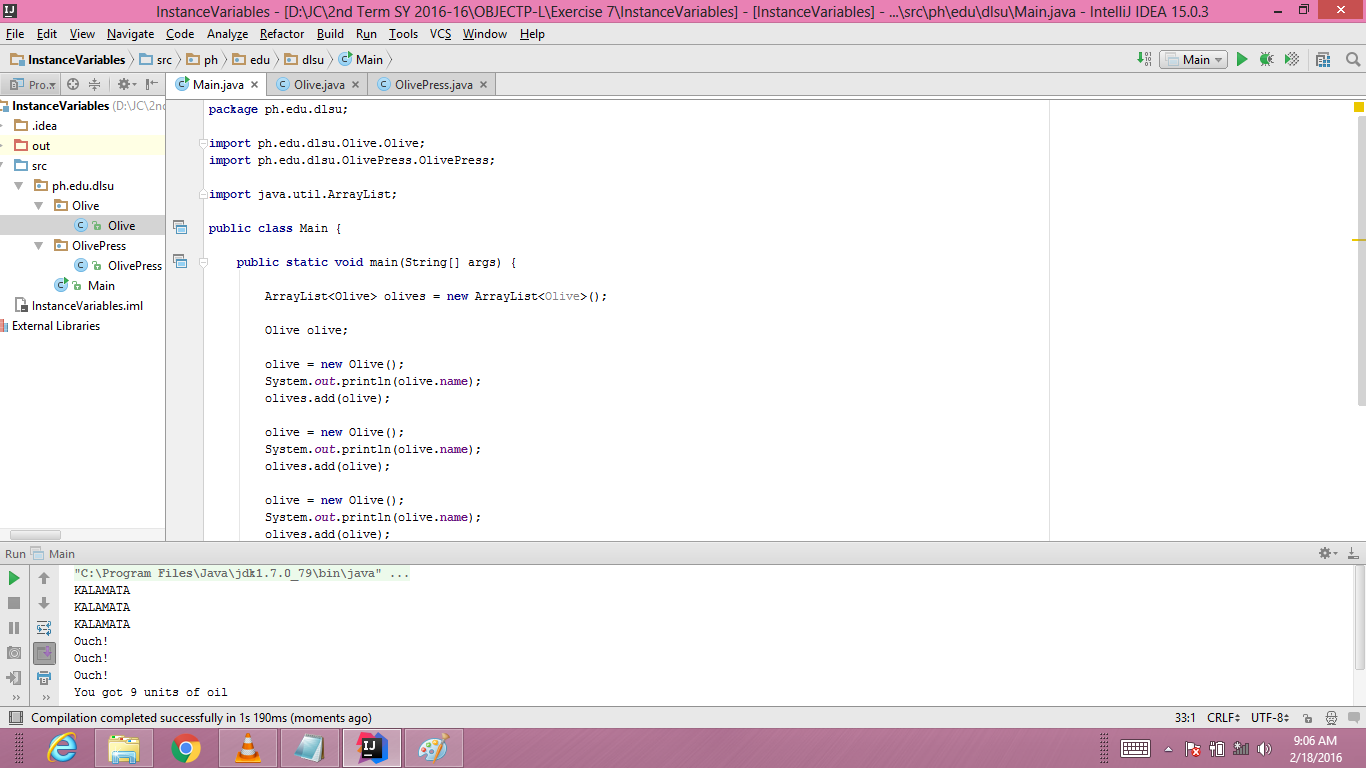 InstanceVariables - [D:\JC\2nd Term SY 2016-16\OBJECTP-L\Exercise 7\InstanceVariables] - [InstanceVariables] - ...\src\ph\edu\dlsu\Main.java - IntelliJ IDEA 15.0.3
File Edit View Navigate Code Analyze Refactor Build Run Tools VCS Window Help
InstanceVariables src ph edu dlsu Main Main
Pro. Main.java Olive.java OlivePress.java
InstanceVariables (D:\JC\2nd
.idea
out
src
ph.edu.dlsu
Olive
Olive
OlivePress
OlivePress
Main
InstanceVariables.iml
External Libraries
package ph.edu.dlsu;
import ph.edu.dlsu.Olive.Olive;
import ph.edu.dlsu.OlivePress.OlivePress;
import java.util.ArrayList;
public class Main {
public static void main(String[] args) {
ArrayList<Olive> olives = new ArrayList<Olive>();
Olive olive;
olive = new Olive();
System.out.println(olive.name);
olives.add(olive);
olive = new Olive();
System.out.println(olive.name);
olives.add(olive);
olive = new Olive();
System.out.println(olive.name);
olives.add(olive);
Run Main
"C:\Program Files\Java\jdk1.7.0_79\bin\java" ...
KALAMATA
KALAMATA
KALAMATA
Ouch!
Ouch!
Ouch!
You got 9 units of oil
Compilation completed successfully in 1s 190ms (moments ago) 33:1 CRLF UTF-8
9:06 AM
2/18/2016